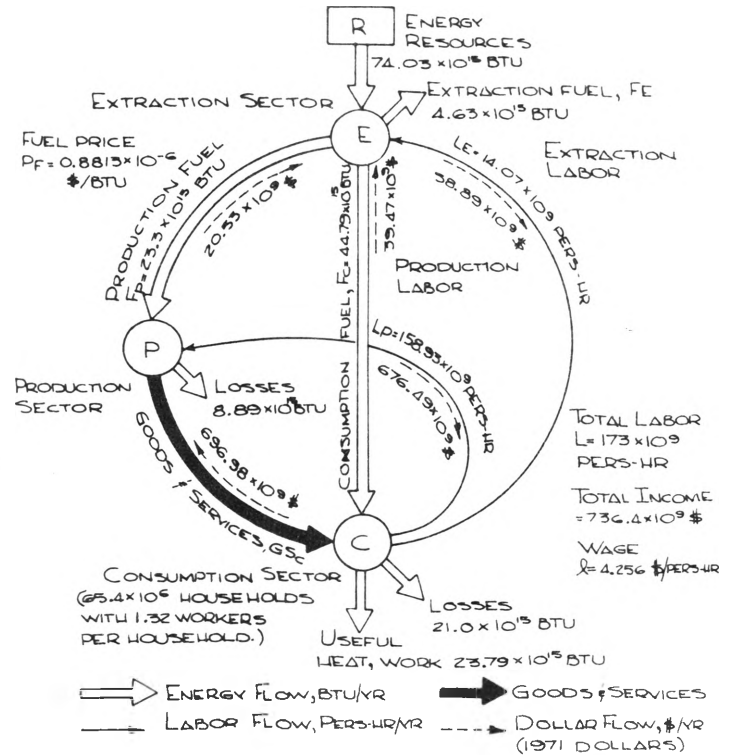 R
ENERGY
RESOURCES
74.03×10¹⁵ BTU
EXTRACTION SECTOR
EXTRACTION FUEL, FE
4.63×10¹⁵ BTU
E
FUEL PRICE
PF=0.8813×10⁻⁶
$/BTU
PRODUCTION FUEL
FP=23.3×10¹⁵ BTU
20.53×10⁹ $
CONSUMPTION FUEL, FC=44.79×10¹⁵ BTU
39.47×10⁹ $
LE=14.07×10⁹ PERS-HR
58.89×10⁹ $
EXTRACTION
LABOR
PRODUCTION
LABOR
P
LP=158.93×10⁹ PERS-HR
676.49×10⁹ $
PRODUCTION
SECTOR
LOSSES
8.89×10¹⁵ BTU
GOODS & SERVICES, GSC
696.98×10⁹ $
TOTAL LABOR
L=173×10⁹
PERS-HR
TOTAL INCOME
=736.4×10⁹ $
WAGE
ℓ=4.256 $/PERS-HR
C
CONSUMPTION SECTOR
(65.4×10⁶ HOUSEHOLDS
WITH 1.32 WORKERS
PER HOUSEHOLD.)
LOSSES
21.0×10¹⁵ BTU
USEFUL
HEAT, WORK 23.79×10¹⁵ BTU
ENERGY FLOW, BTU/YR
GOODS & SERVICES
LABOR FLOW, PERS-HR/YR
DOLLAR FLOW, $/YR
(1971 DOLLARS)